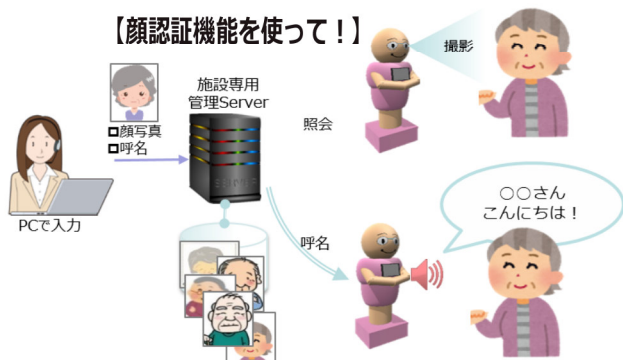 【顔認証機能を使って！】
撮影
施設専用
管理Server
照会
□顔写真
□呼名
PCで入力
呼名
○○さん
こんにちは！